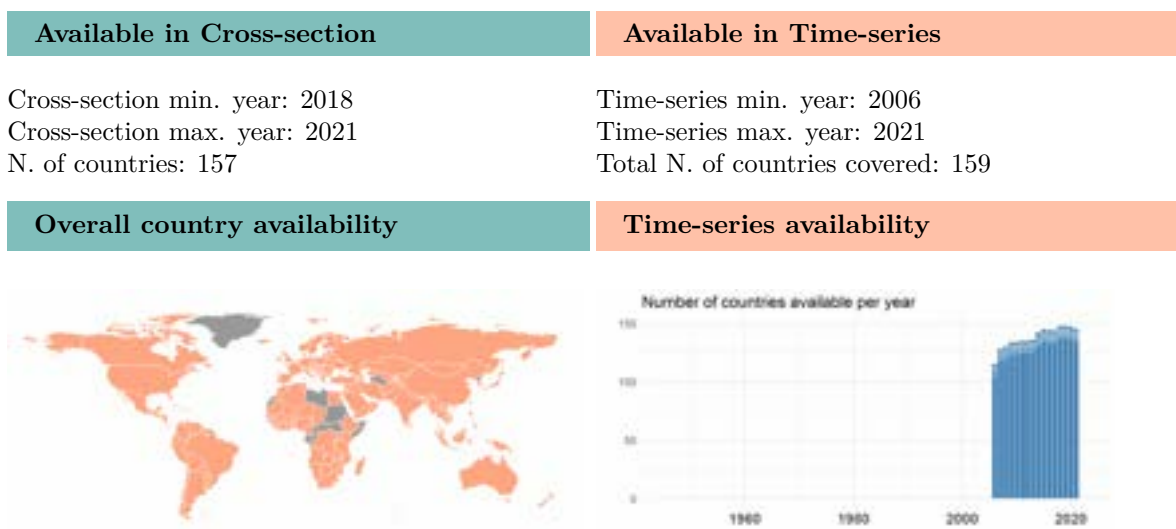 Available in Cross-section
Cross-section min. year: 2018
Cross-section max. year: 2021
N. of countries: 157
Available in Time-series
Time-series min. year: 2006
Time-series max. year: 2021
Total N. of countries covered: 159
Overall country availability
Time-series availability
Number of countries available per year
150
100
50
0
1960 1980 2000 2020